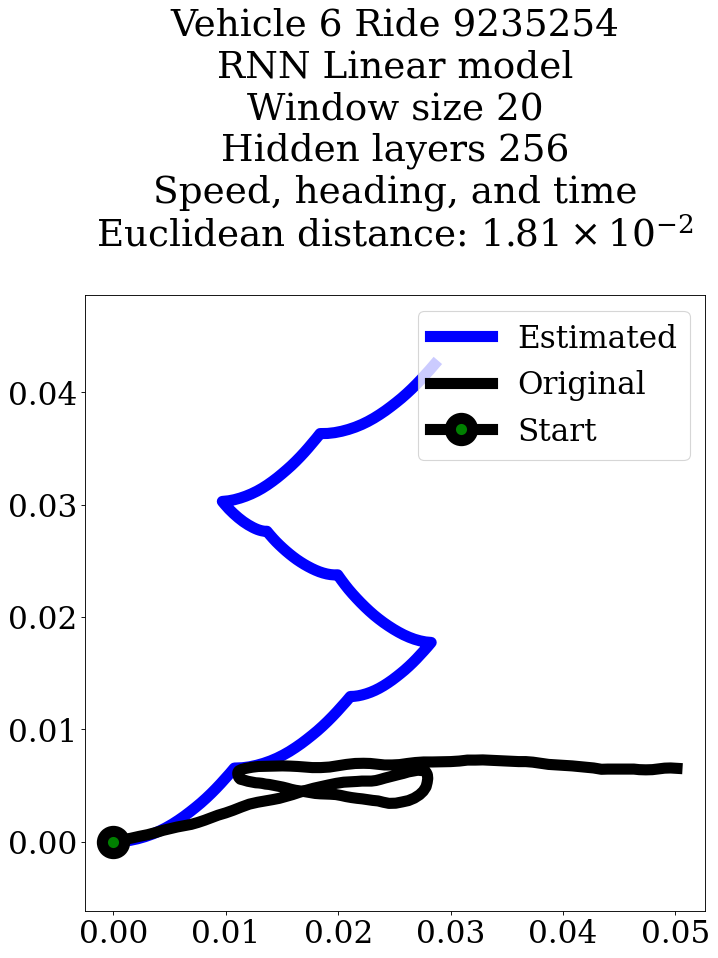 Vehicle 6 Ride 9235254
RNN Linear model
Window size 20
Hidden layers 256
Speed, heading, and time
Euclidean distance: 1.81 × 10⁻²
Estimated
Original
Start
0.04
0.03
0.02
0.01
0.00
0.00 0.01 0.02 0.03 0.04 0.05